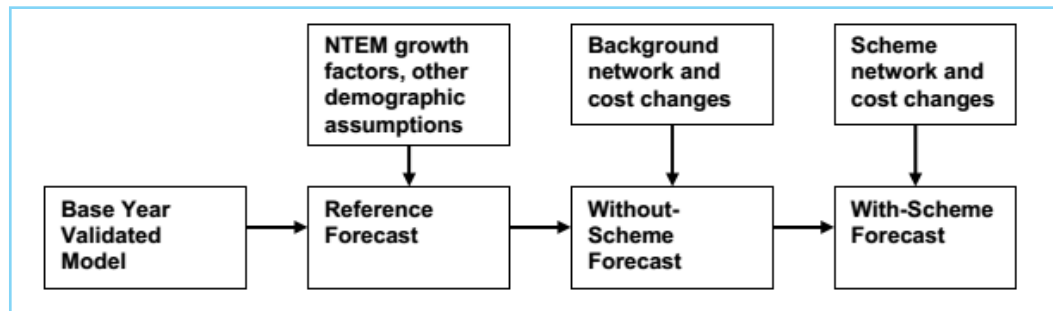 NTEM growth
factors, other
demographic
assumptions
Background
network and
cost changes
Scheme
network and
cost changes
Base Year
Validated
Model
Reference
Forecast
Without-
Scheme
Forecast
With-Scheme
Forecast